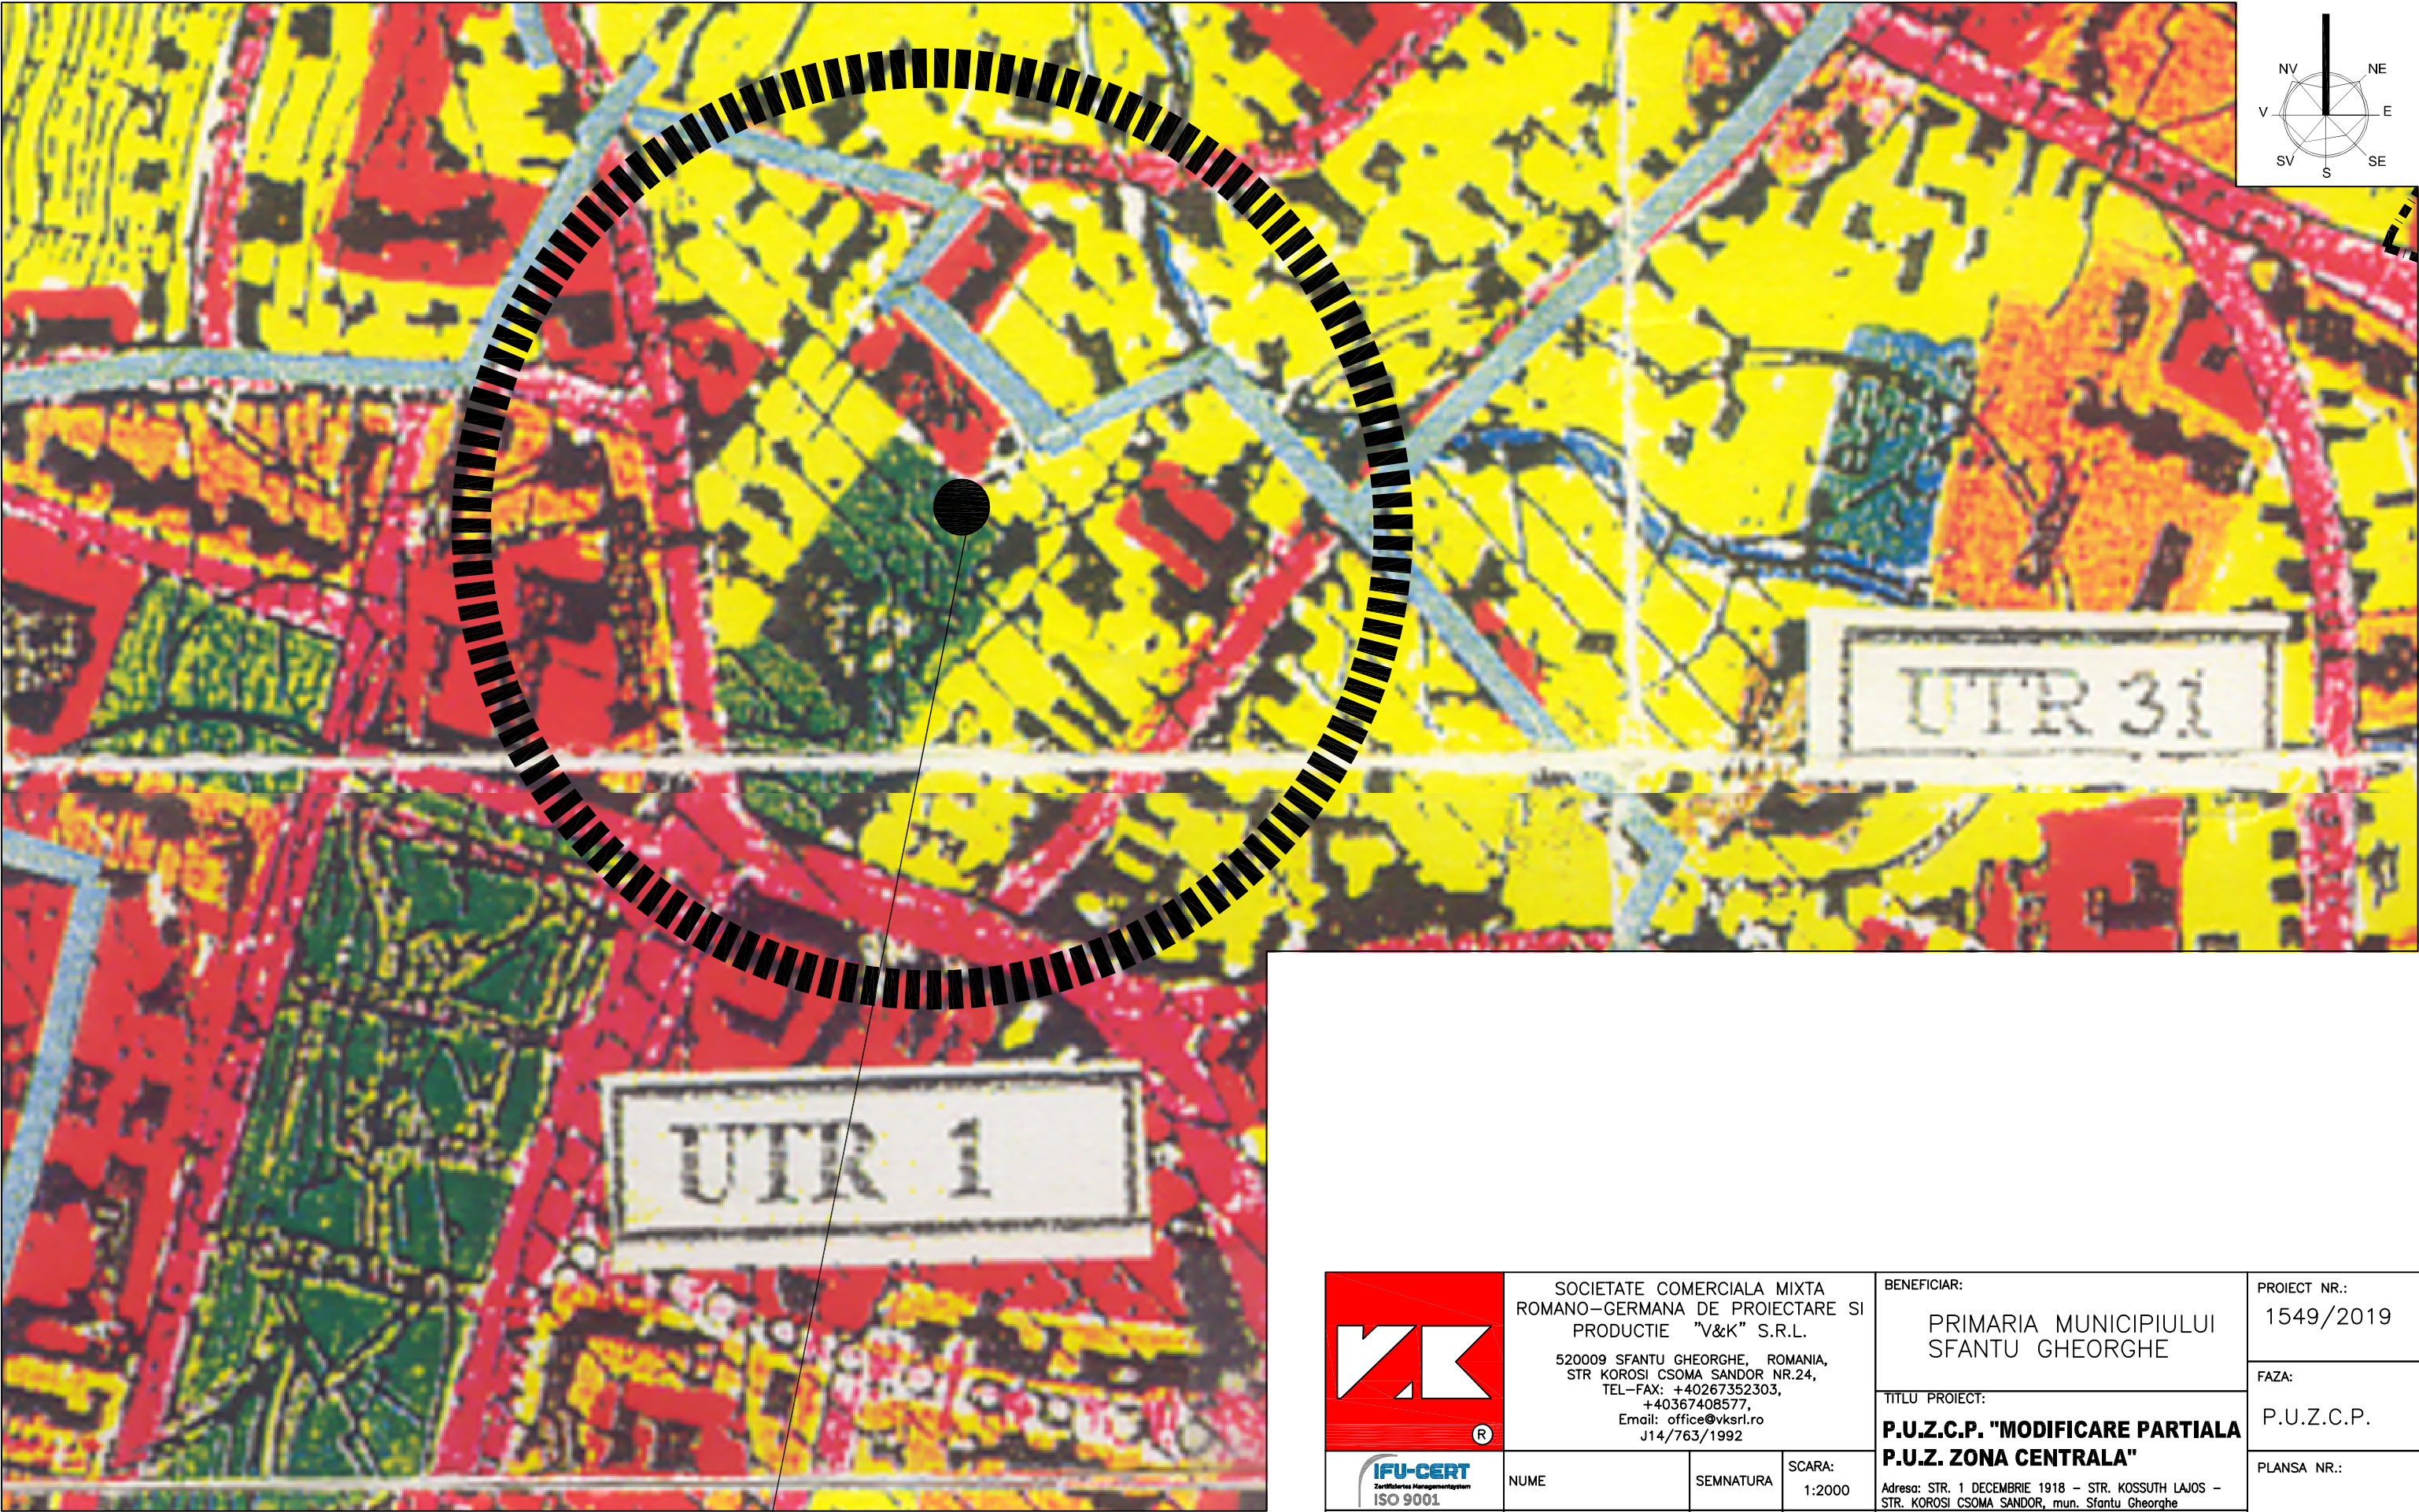 NV
NE
V
E
SV
SE
S
UTR 31
UTR 1
SOCIETATE COMERCIALA MIXTA
ROMANO-GERMANA DE PROIECTARE SI
PRODUCTIE "V&K" S.R.L.
520009 SFANTU GHEORGHE, ROMANIA,
STR KOROSI CSOMA SANDOR NR.24,
TEL-FAX: +40267352303,
+40367408577,
Email: office@vksrl.ro
J14/763/1992
VK
®
IFU-CERT
Zertifiziertes Managementsystem
ISO 9001
NUME
SEMNATURA
SCARA:
1:2000
BENEFICIAR:
PRIMARIA MUNICIPIULUI
SFANTU GHEORGHE
TITLU PROIECT:
P.U.Z.C.P. "MODIFICARE PARTIALA
P.U.Z. ZONA CENTRALA"
Adresa: STR. 1 DECEMBRIE 1918 - STR. KOSSUTH LAJOS -
STR. KOROSI CSOMA SANDOR, mun. Sfantu Gheorghe
PROIECT NR.:
1549/2019
FAZA:
P.U.Z.C.P.
PLANSA NR.: